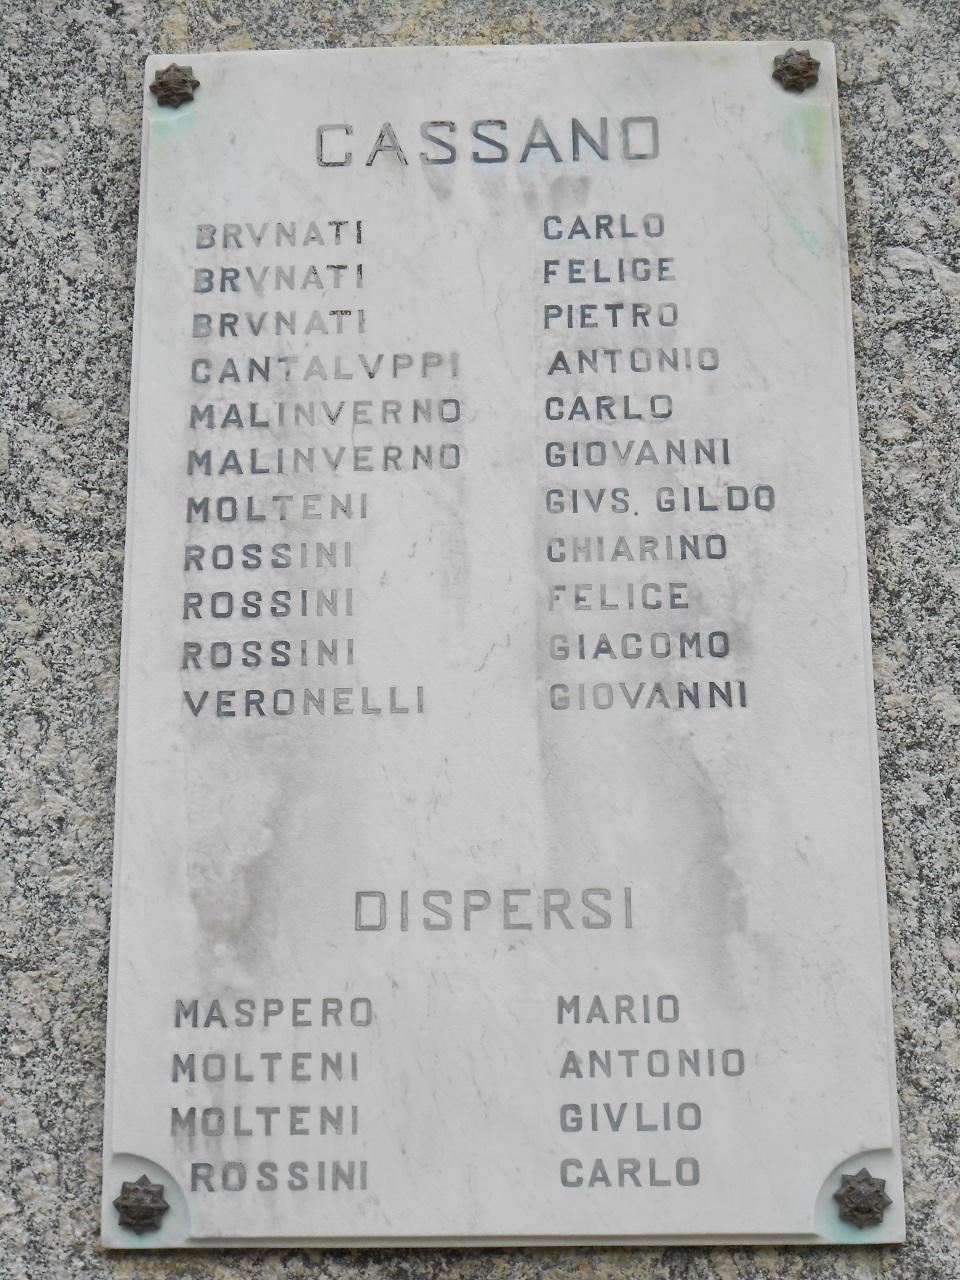 CASSANO
BRVNATI CARLO
BRVNATI FELICE
BRVNATI PIETRO
CANTALVPPI ANTONIO
MALINVERNO CARLO
MALINVERNO GIOVANNI
MOLTENI GIVS. GILDO
ROSSINI CHIARINO
ROSSINI FELICE
ROSSINI GIACOMO
VERONELLI GIOVANNI
DISPERSI
MASPERO MARIO
MOLTENI ANTONIO
MOLTENI GIVLIO
ROSSINI CARLO